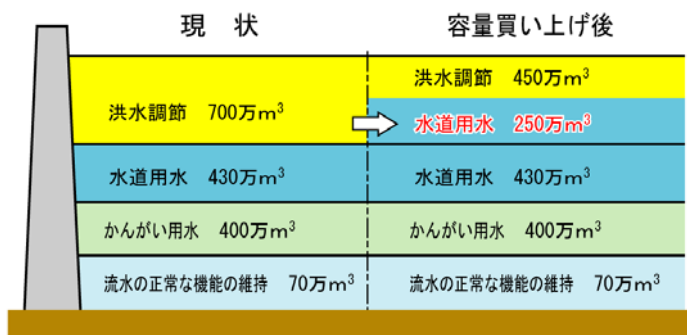 現　状
容量買い上げ後
洪水調節　700万m³
洪水調節　450万m³
水道用水　250万m³
水道用水　430万m³
水道用水　430万m³
かんがい用水　400万m³
かんがい用水　400万m³
流水の正常な機能の維持　70万m³
流水の正常な機能の維持　70万m³